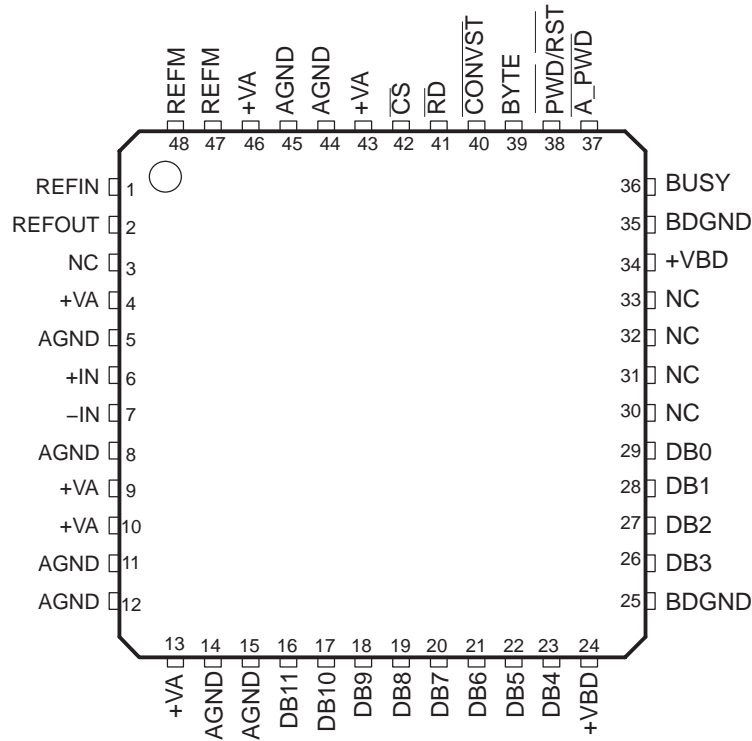 REFM
REFM
+VA
AGND
AGND
+VA
CS
RD
CONVST
BYTE
PWD/RST
A_PWD
48 47 46 45 44 43 42 41 40 39 38 37
REFIN 1
REFOUT 2
NC 3
+VA 4
AGND 5
+IN 6
−IN 7
AGND 8
+VA 9
+VA 10
AGND 11
AGND 12
36 BUSY
35 BDGND
34 +VBD
33 NC
32 NC
31 NC
30 NC
29 DB0
28 DB1
27 DB2
26 DB3
25 BDGND
13 14 15 16 17 18 19 20 21 22 23 24
+VA
AGND
AGND
DB11
DB10
DB9
DB8
DB7
DB6
DB5
DB4
+VBD